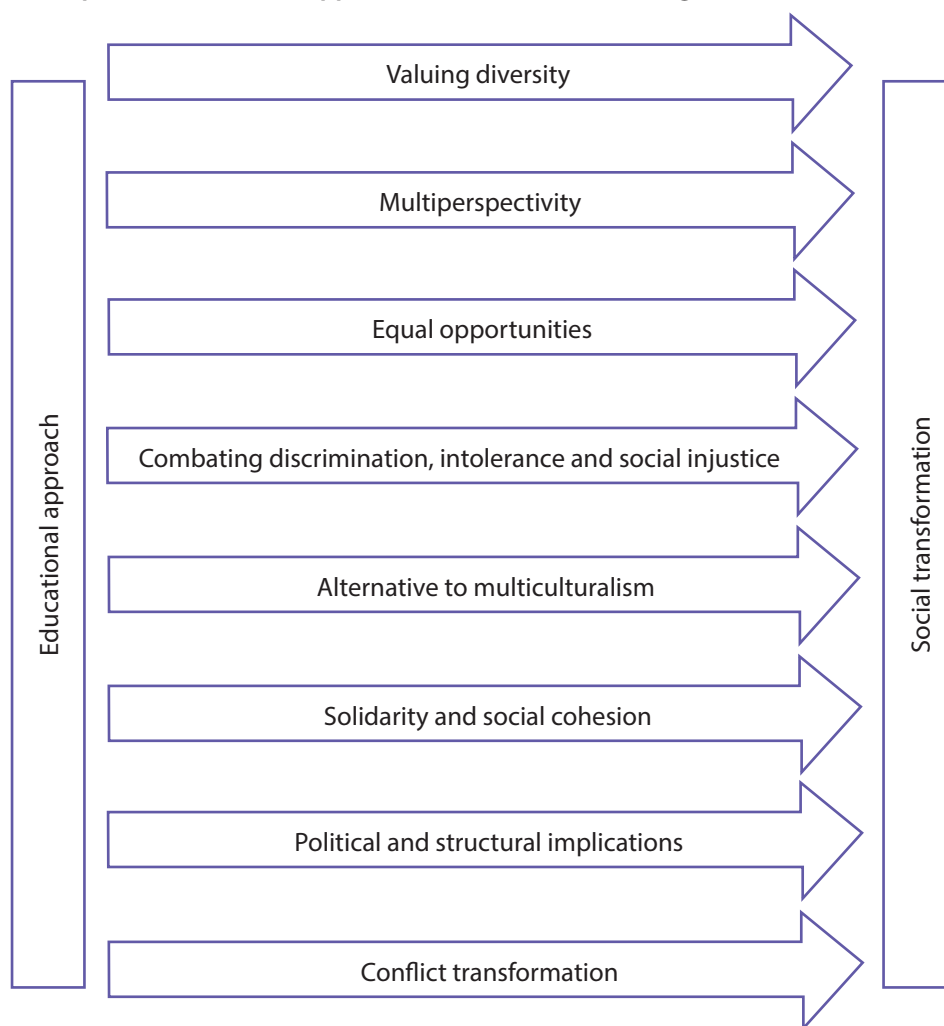 Valuing diversity
Multiperspectivity
Equal opportunities
Combating discrimination, intolerance and social injustice
Alternative to multiculturalism
Solidarity and social cohesion
Political and structural implications
Conflict transformation
Educational approach
Social transformation